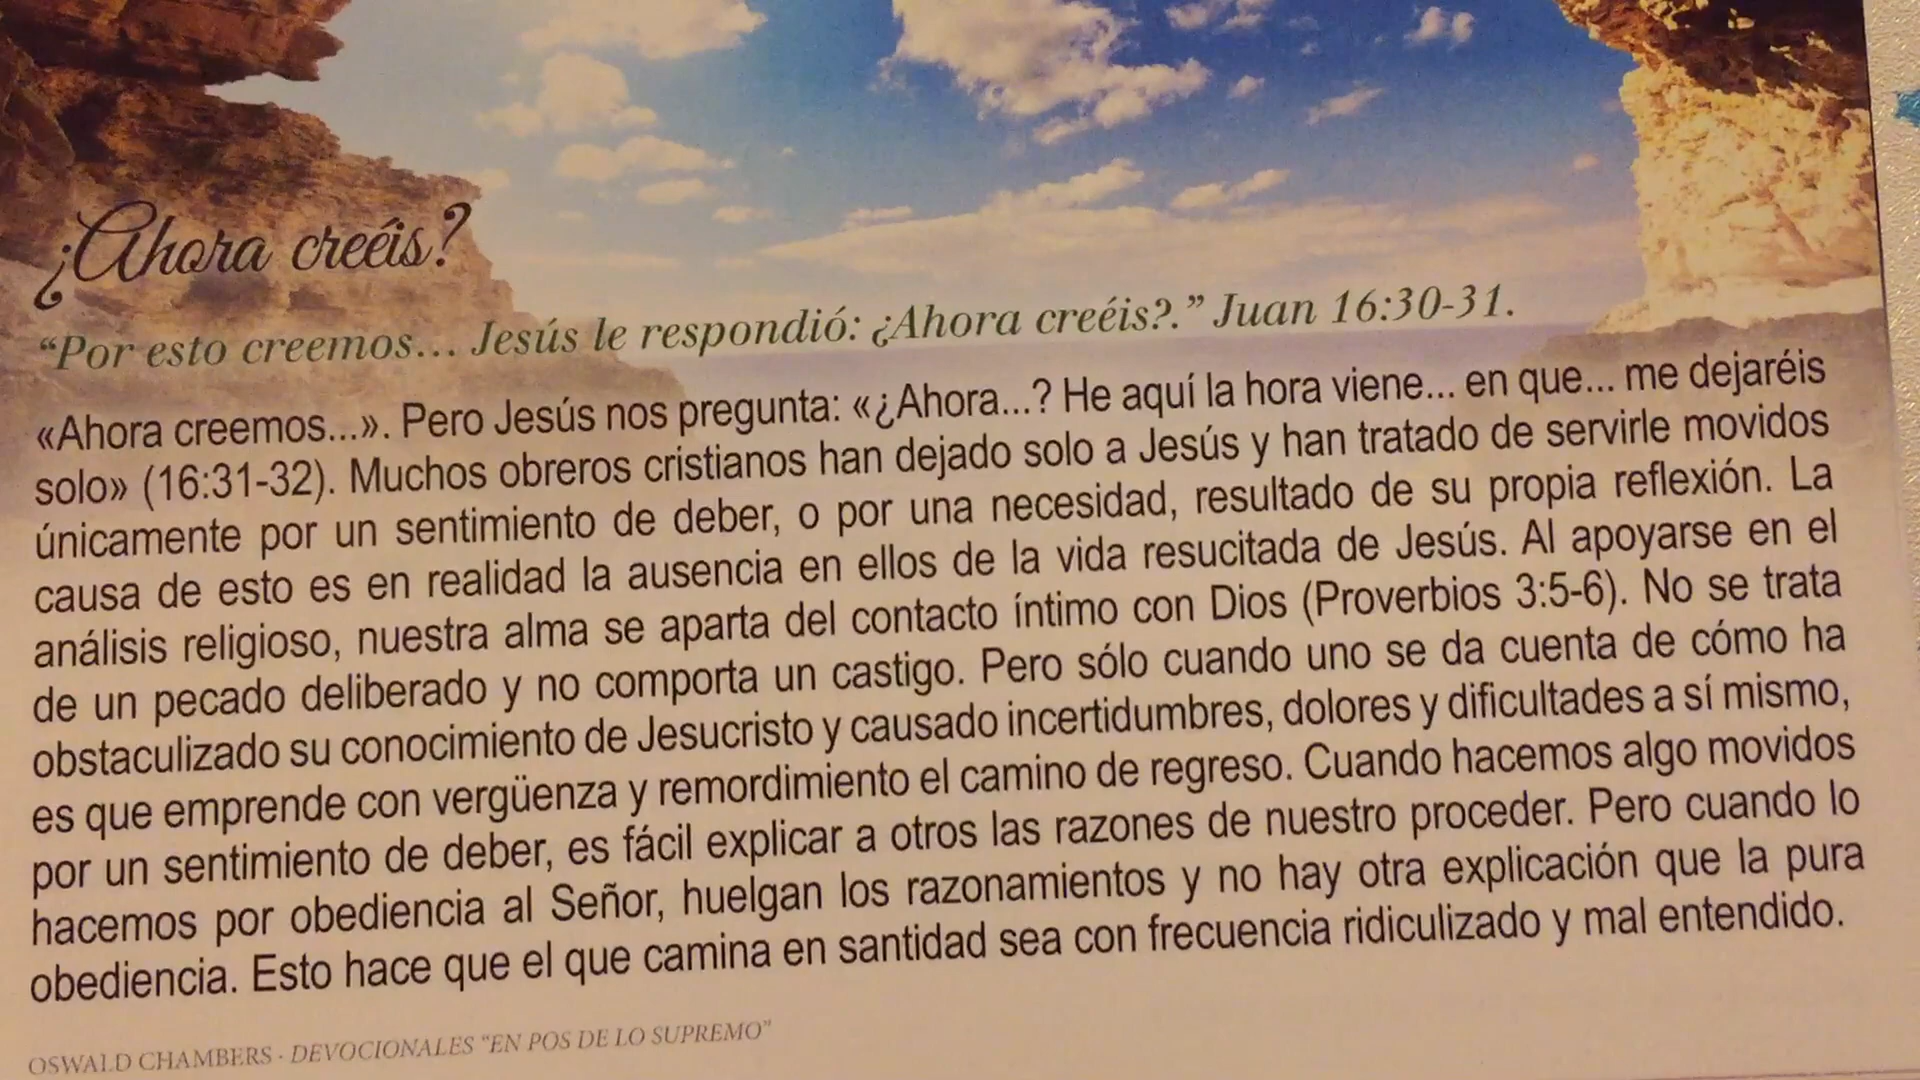 ¿Ahora creéis?
“Por esto creemos... Jesús le respondió: ¿Ahora creéis?.” Juan 16:30-31.
«Ahora creemos...». Pero Jesús nos pregunta: «¿Ahora...? He aquí la hora viene... en que... me dejaréis
solo» (16:31-32). Muchos obreros cristianos han dejado solo a Jesús y han tratado de servirle movidos
únicamente por un sentimiento de deber, o por una necesidad, resultado de su propia reflexión. La
causa de esto es en realidad la ausencia en ellos de la vida resucitada de Jesús. Al apoyarse en el
análisis religioso, nuestra alma se aparta del contacto íntimo con Dios (Proverbios 3:5-6). No se trata
de un pecado deliberado y no comporta un castigo. Pero sólo cuando uno se da cuenta de cómo ha
obstaculizado su conocimiento de Jesucristo y causado incertidumbres, dolores y dificultades a sí mismo,
es que emprende con vergüenza y remordimiento el camino de regreso. Cuando hacemos algo movidos
por un sentimiento de deber, es fácil explicar a otros las razones de nuestro proceder. Pero cuando lo
hacemos por obediencia al Señor, huelgan los razonamientos y no hay otra explicación que la pura
obediencia. Esto hace que el que camina en santidad sea con frecuencia ridiculizado y mal entendido.
OSWALD CHAMBERS - DEVOCIONALES "EN POS DE LO SUPREMO"